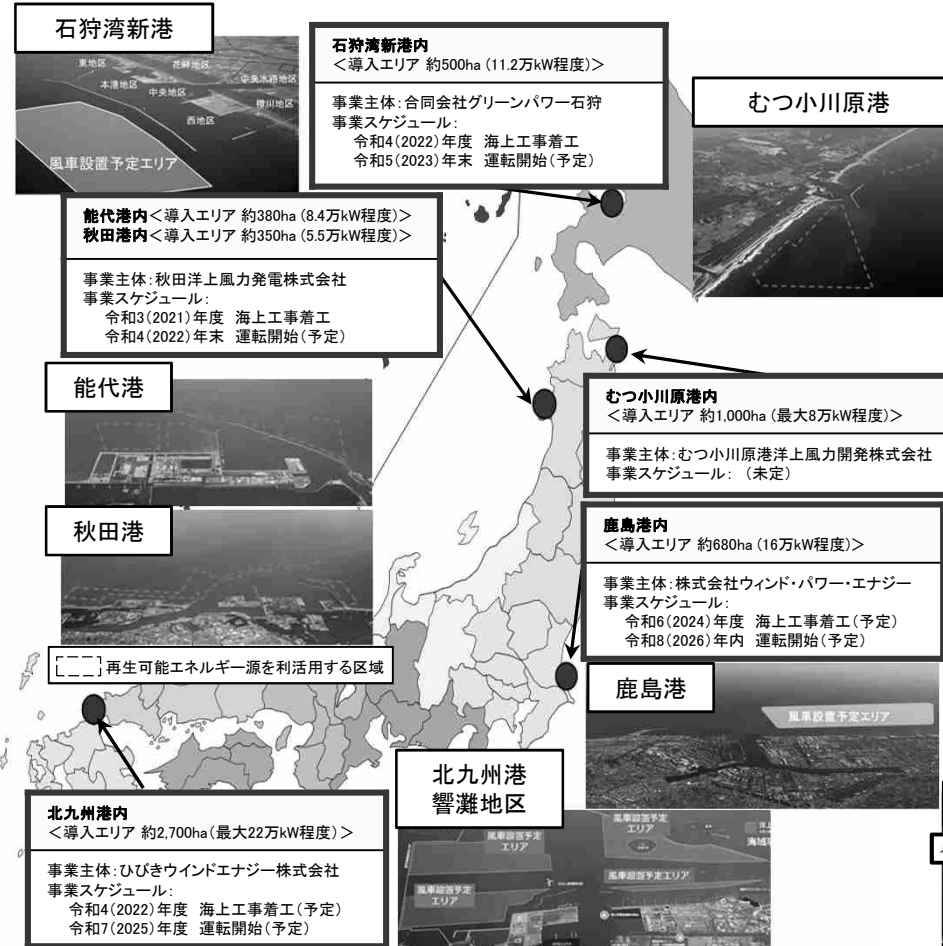 石狩湾新港
東地区
花畔地区
本港地区
中央地区
中央水路地区
樽川地区
西地区
風車設置予定エリア
石狩湾新港内
＜導入エリア 約500ha (11.2万kW程度)＞
事業主体：合同会社グリーンパワー石狩
事業スケジュール：
令和4(2022)年度 海上工事着工
令和5(2023)年末 運転開始(予定)
むつ小川原港
能代港内＜導入エリア 約380ha (8.4万kW程度)＞
秋田港内＜導入エリア 約350ha (5.5万kW程度)＞
事業主体：秋田洋上風力発電株式会社
事業スケジュール：
令和3(2021)年度 海上工事着工
令和4(2022)年末 運転開始(予定)
能代港
むつ小川原港内
＜導入エリア 約1,000ha (最大8万kW程度)＞
事業主体：むつ小川原港洋上風力開発株式会社
事業スケジュール： (未定)
秋田港
鹿島港内
＜導入エリア 約680ha (16万kW程度)＞
事業主体：株式会社ウィンド・パワー・エナジー
事業スケジュール：
令和6(2024)年度 海上工事着工(予定)
令和8(2026)年内 運転開始(予定)
再生可能エネルギー源を利活用する区域
鹿島港
風車設置予定エリア
北九州港
響灘地区
風車設置予定
エリア
風車設置予定
エリア
風車設置予定エリア
風車設置予定
エリア
北九州港内
＜導入エリア 約2,700ha(最大22万kW程度)＞
事業主体：ひびきウインドエナジー株式会社
事業スケジュール：
令和4(2022)年度 海上工事着工(予定)
令和7(2025)年度 運転開始(予定)